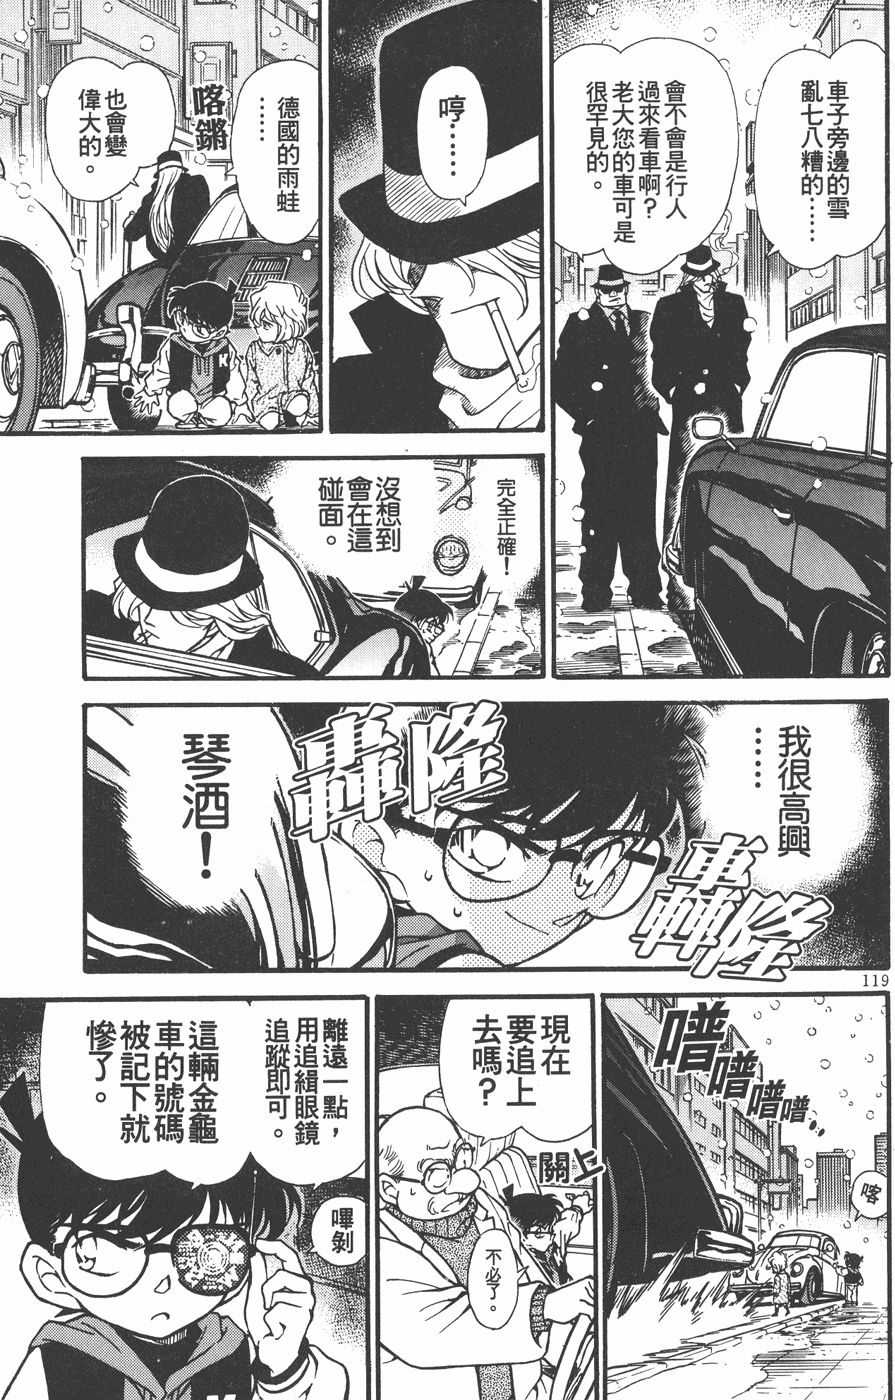 車子旁邊的雪
亂七八糟的……
會不會是行人
過來看車啊?
老大您的車可是
很罕見的。
哼……
德國的雨蛙
……
喀鏘
也會變
偉大的。
完全正確!
沒想到
會在這
碰面。
我很高興
……
轟隆
轟隆
琴酒!
119
噜噜噜噜..
喀
現在
要追上
去嗎?
關上
不必了。
離遠一點,
用追緝眼鏡
追蹤即可。
這輛金龜
車的號碼
被記下就
慘了。
嗶剝
K
K